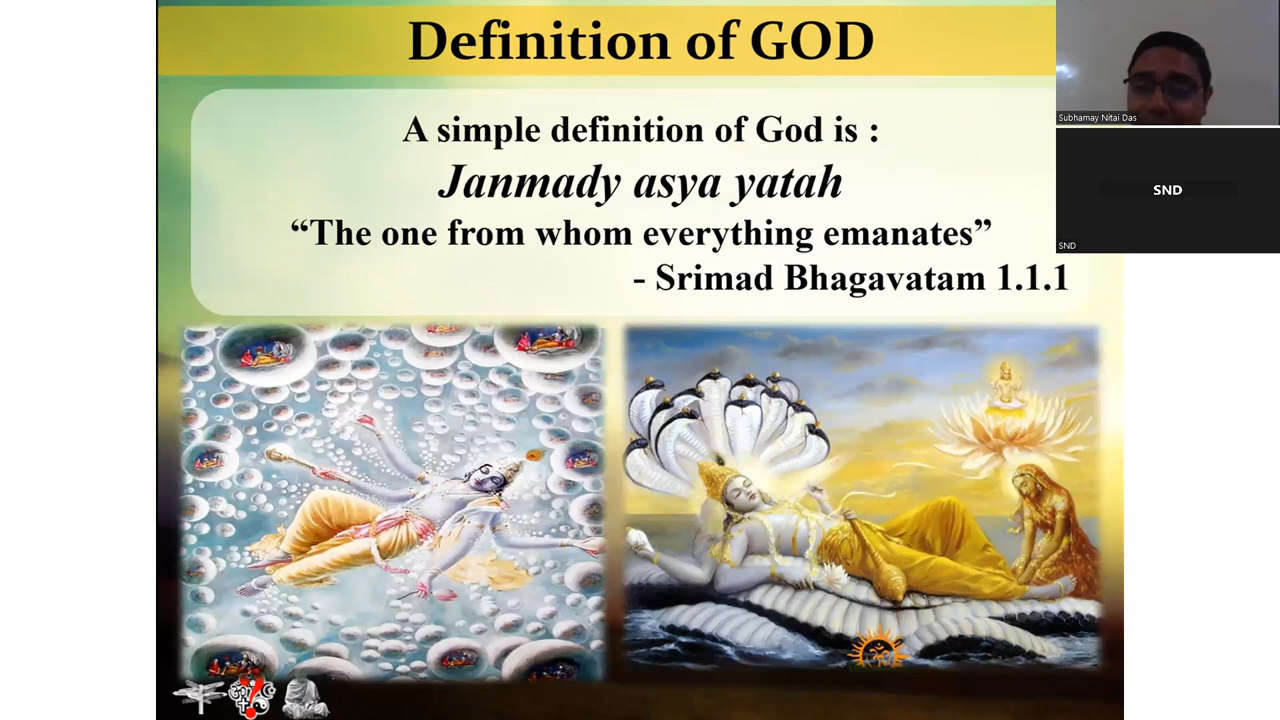 Definition of GOD
A simple definition of God is :
Janmady asya yatah
“The one from whom everything emanates”
- Srimad Bhagavatam 1.1.1
Subhamay Nitai Das
SND
SND